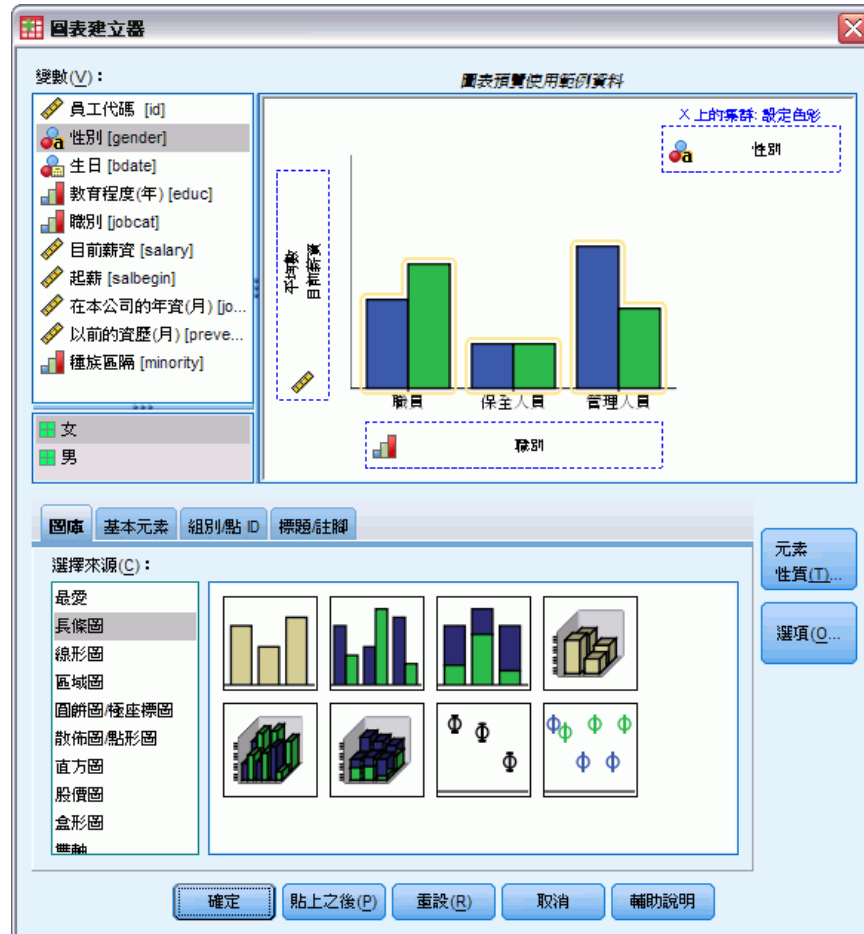 圖表建立器
變數(V)：
圖表預覽使用範例資料
員工代碼 [id]
性別 [gender]
生日 [bdate]
教育程度(年) [educ]
職別 [jobcat]
目前薪資 [salary]
起薪 [salbegin]
在本公司的年資(月) [jo...
以前的資歷(月) [preve...
種族區隔 [minority]
女
男
X 上的集群: 設定色彩
性別
平均數
目前薪資
職員
保全人員
管理人員
職別
圖庫
基本元素
組別/點 ID
標題/註腳
選擇來源(C)：
最愛
長條圖
線形圖
區域圖
圓餅圖/極座標圖
散佈圖/點形圖
直方圖
股價圖
盒形圖
雙軸
元素
性質(T)...
選項(O...
確定
貼上之後(P)
重設(R)
取消
輔助說明